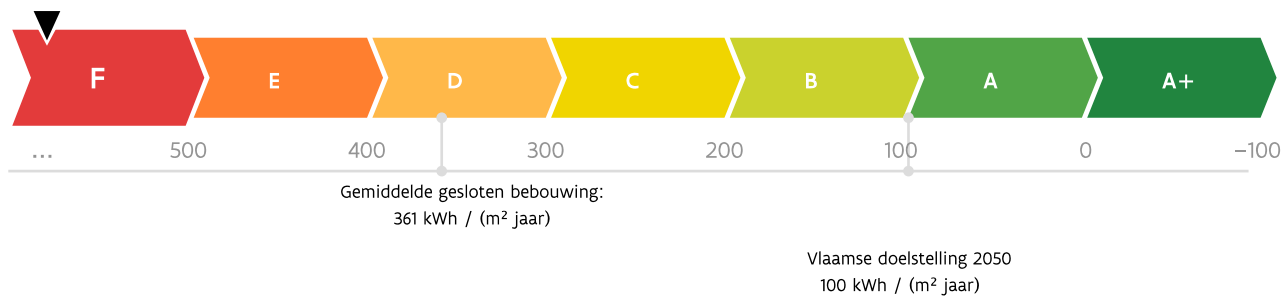 F E D C B A A+
... 500 400 300 200 100 0 −100
Gemiddelde gesloten bebouwing:
361 kWh / (m² jaar)
Vlaamse doelstelling 2050
100 kWh / (m² jaar)